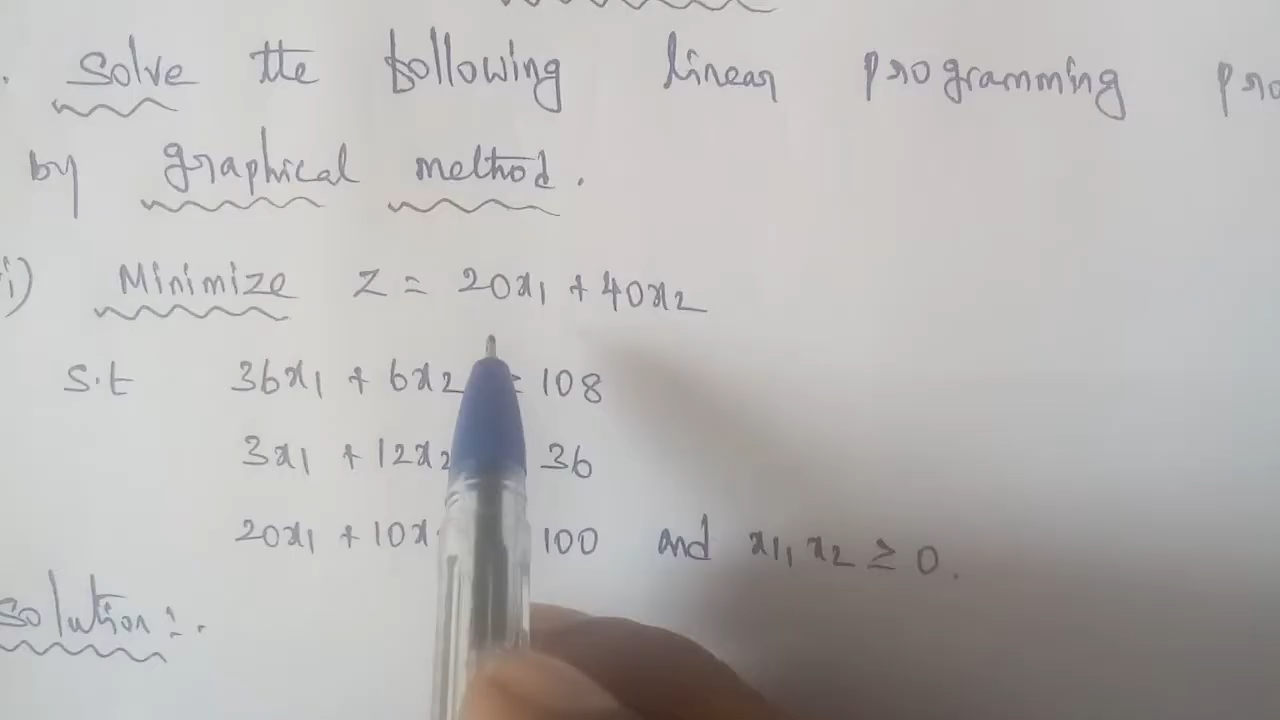 Solve the following linear programming pro
by graphical method.
i) Minimize Z = 20x1 + 40x2
S.t 36x1 + 6x2 108
3x1 + 12x2 36
20x1 + 10x 100 and x1, x2 ≥ 0.
Solution:-